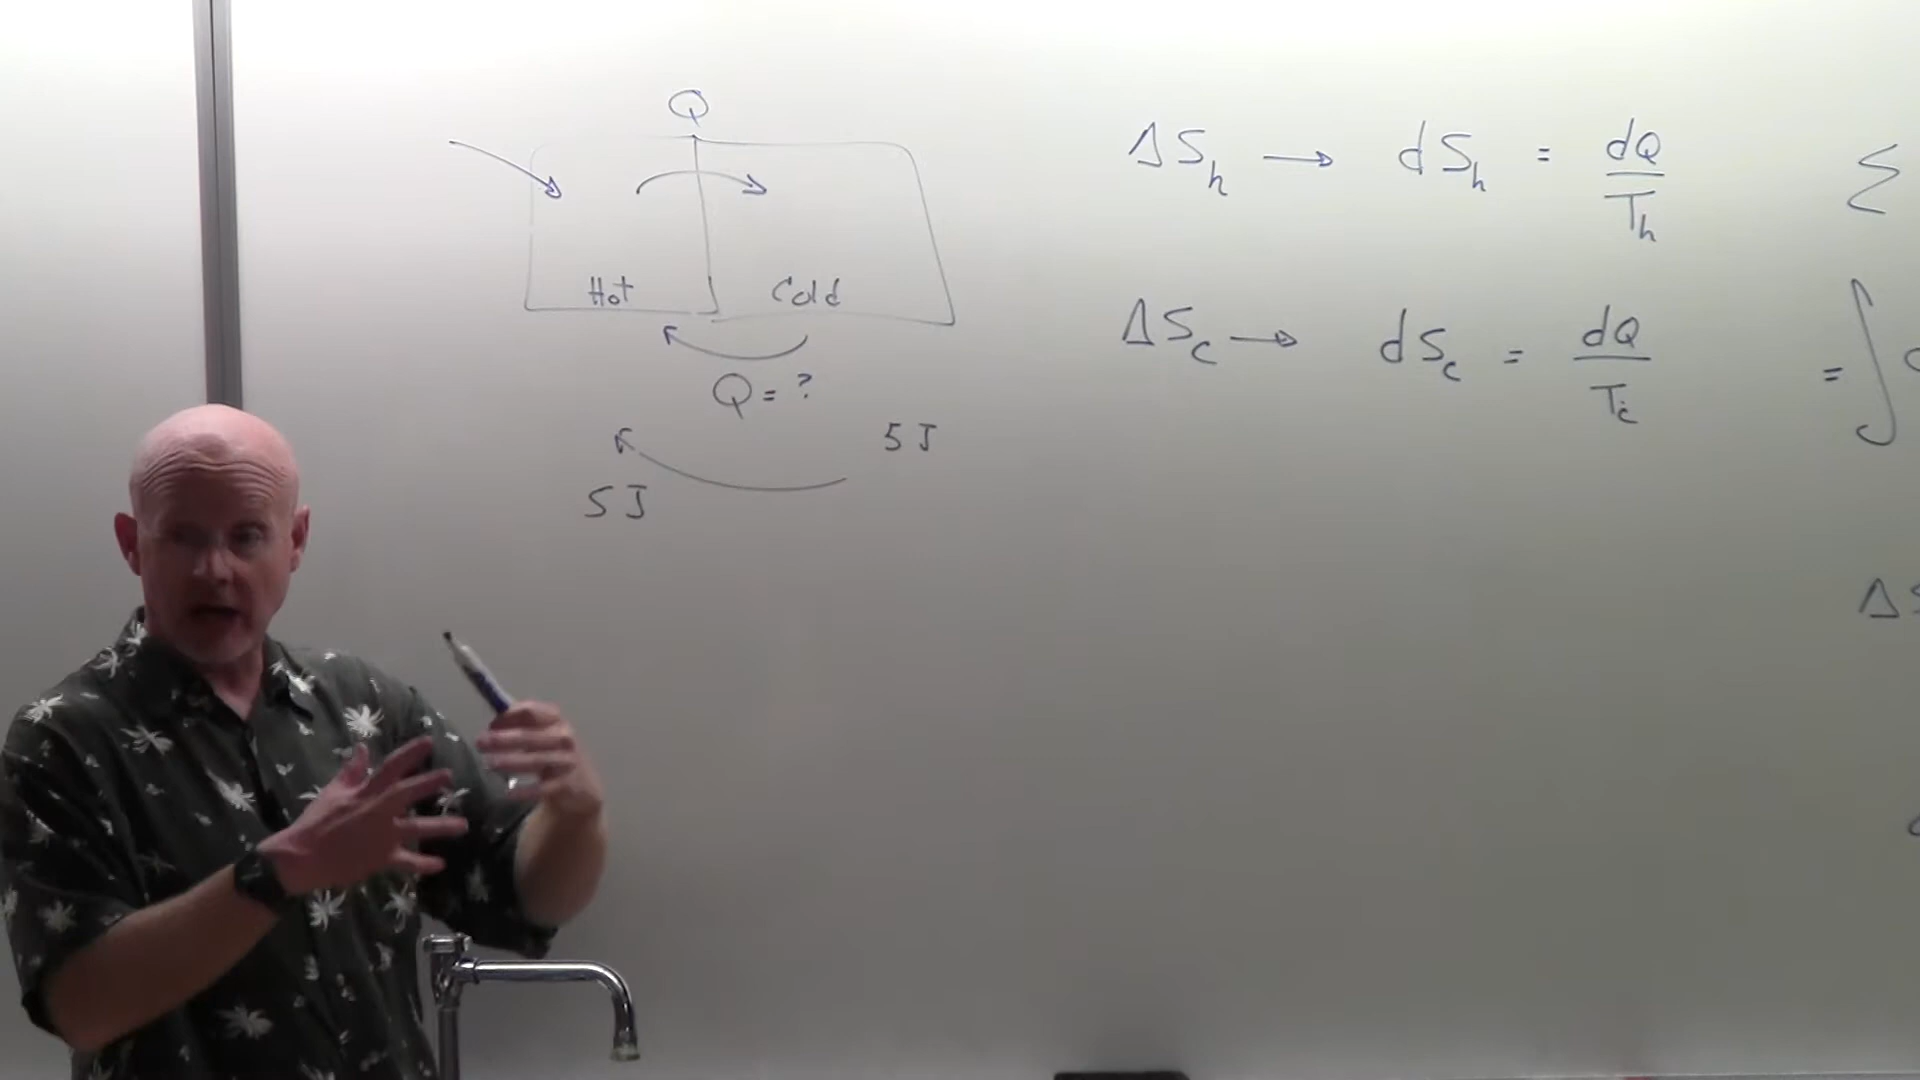 Q
Hot Cold
Q = ?
5 J
5 J
ΔS_h → dS_h = dQ/T_h
ΔS_c → dS_c = dQ/T_c
Σ
= ∫
Δ